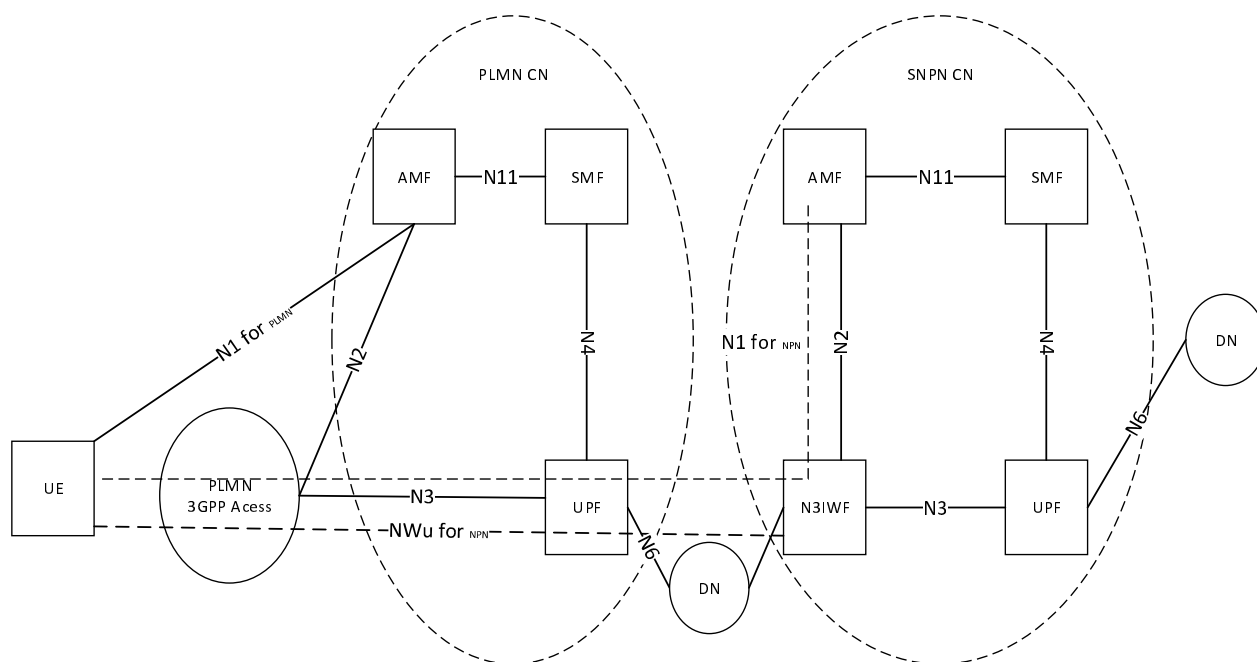 PLMN CN
SNPN CN
AMF
N11
SMF
AMF
N11
SMF
N1 for PLMN
N2
N4
N1 for NPN
N2
N4
DN
N6
UE
PLMN
3GPP Acess
N3
UPF
N3IWF
N3
UPF
NWu for NPN
N6
DN